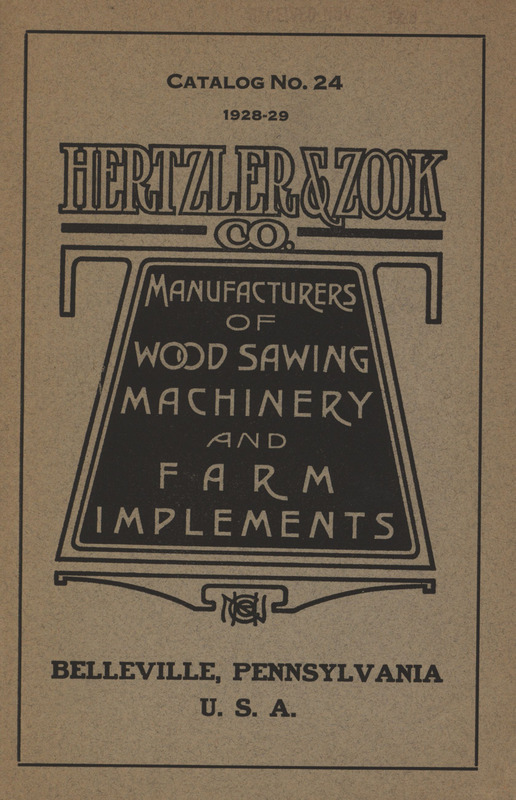 CATALOG NO. 24
1928-29
HERTZLER & ZOOK
CO.
MANUFACTURERS
OF
WOOD SAWING
MACHINERY
AND
FARM
IMPLEMENTS
BELLEVILLE, PENNSYLVANIA
U. S. A.